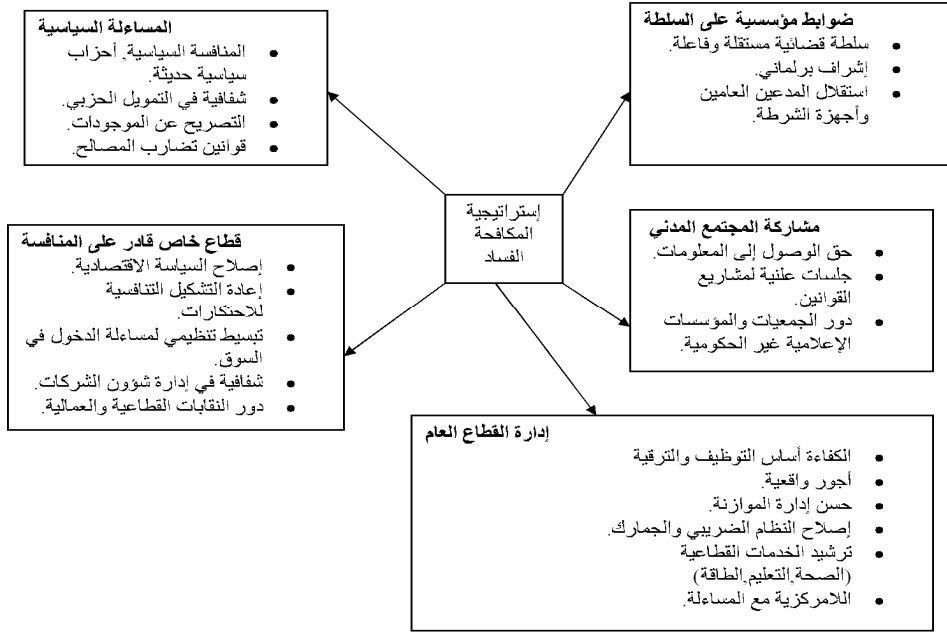 ضوابط مؤسسية على السلطة
سلطة قضائية مستقلة وفاعلة.
إشراف برلماني.
استقلال المدعين العامين
وأجهزة الشرطة.
المساءلة السياسية
المنافسة السياسية, أحزاب
سياسية حديثة.
شفافية في التمويل الحزبي.
التصريح عن الموجودات.
قوانين تضارب المصالح.
إستراتيجية
المكافحة
الفساد
مشاركة المجتمع المدني
حق الوصول إلى المعلومات.
جلسات علنية لمشاريع
القوانين.
دور الجمعيات والمؤسسات
الإعلامية غير الحكومية.
قطاع خاص قادر على المنافسة
إصلاح السياسة الاقتصادية.
إعادة التشكيل التنافسية
للاحتكارات.
تبسيط تنظيمي لمساءلة الدخول في
السوق.
شفافية في إدارة شؤون الشركات.
دور النقابات القطاعية والعمالية.
إدارة القطاع العام
الكفاءة أساس التوظيف والترقية
أجور واقعية.
حسن إدارة الموازنة.
إصلاح النظام الضريبي والجمارك.
ترشيد الخدمات القطاعية
(الصحة,التعليم,الطاقة)
اللامركزية مع المساءلة.